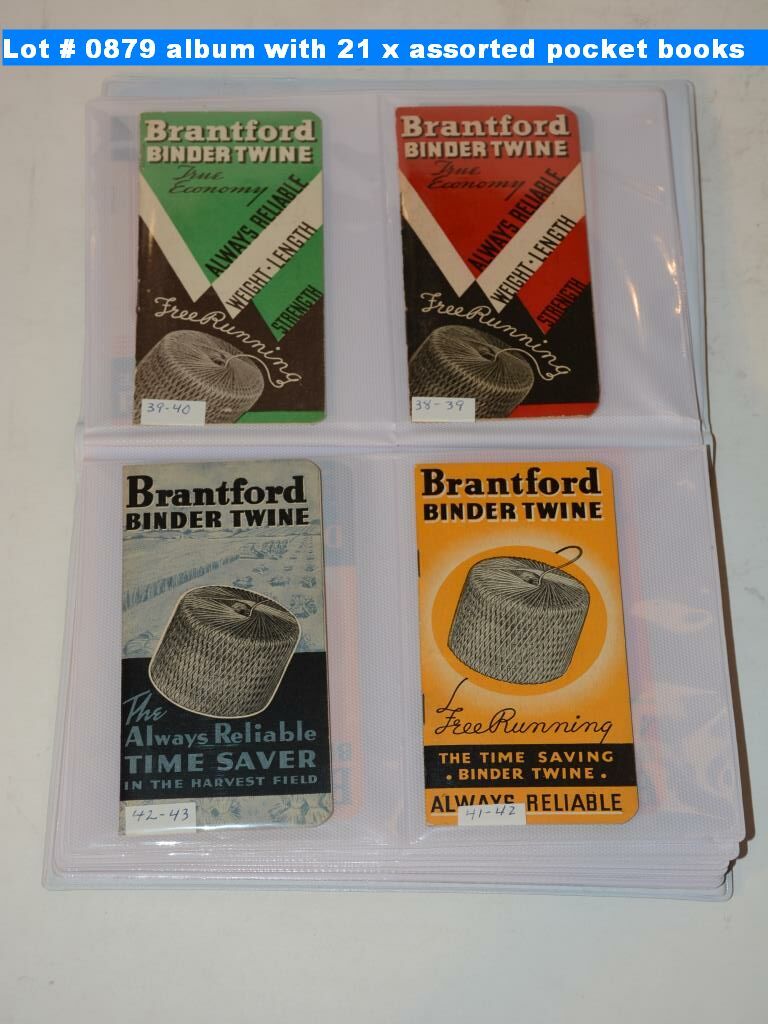 Lot # 0879 album with 21 x assorted pocket books
Brantford
BINDER TWINE
True
Economy
ALWAYS RELIABLE
WEIGHT · LENGTH
STRENGTH
Free Running
39-40
Brantford
BINDER TWINE
True
Economy
ALWAYS RELIABLE
WEIGHT · LENGTH
STRENGTH
Free Running
38-39
Brantford
BINDER TWINE
The
Always Reliable
TIME SAVER
IN THE HARVEST FIELD
42-43
Brantford
BINDER TWINE
Free Running
THE TIME SAVING
· BINDER TWINE ·
ALWAYS RELIABLE
41-42